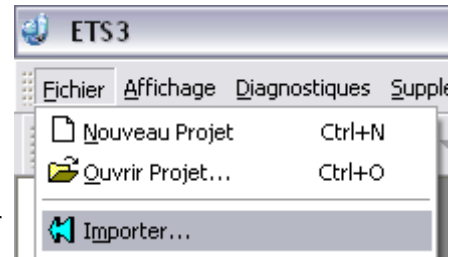 ETS3
Fichier Affichage Diagnostiques Supple
Nouveau Projet Ctrl+N
Ouvrir Projet... Ctrl+O
Importer...